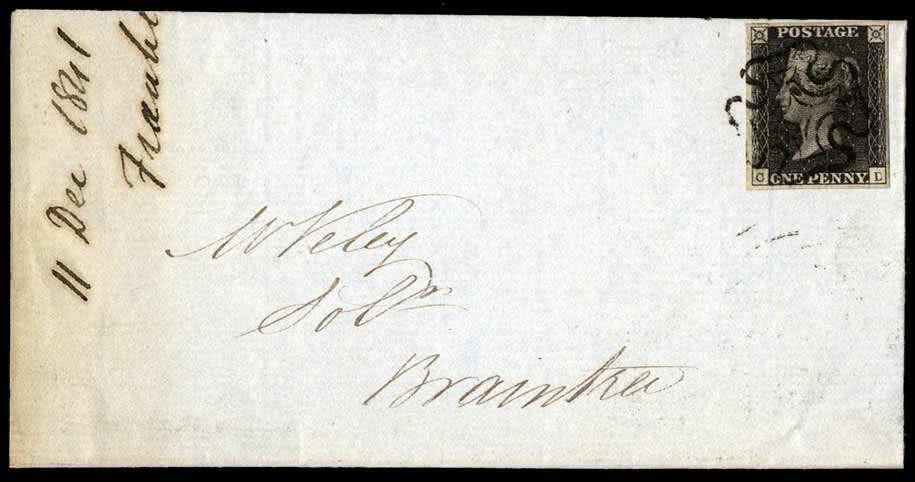 11 Dec 1841
POSTAGE
C ONE PENNY D
Mr Veley
Solr
Braintree